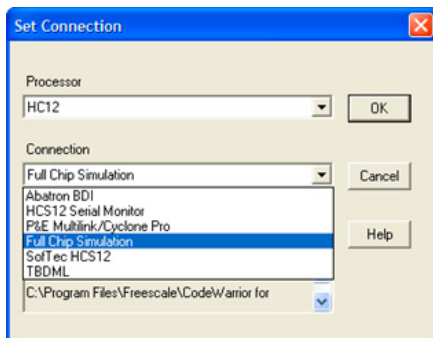 Set Connection
Processor
HC12
OK
Connection
Full Chip Simulation
Cancel
Abatron BDI
HCS12 Serial Monitor
P&E Multilink/Cyclone Pro
Full Chip Simulation
Help
SofTec HCS12
TBDML
C:\Program Files\Freescale\CodeWarrior for